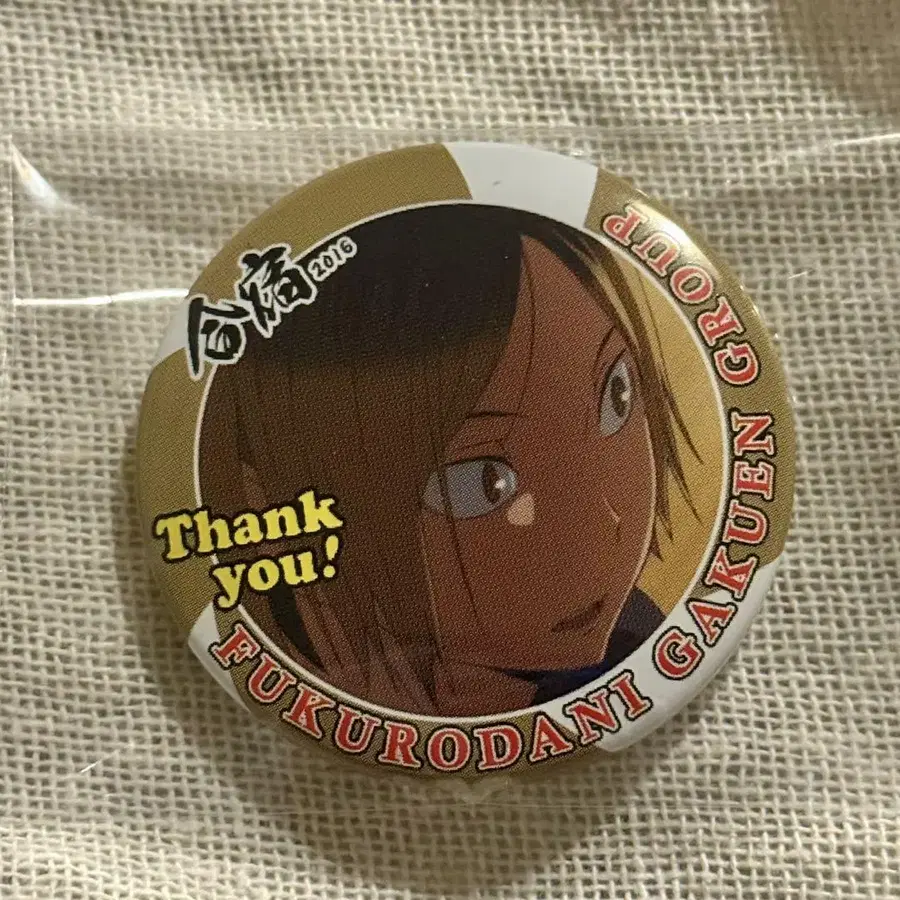 合宿 2016
Thank
you!
FUKURODANI GAKUEN GROUP